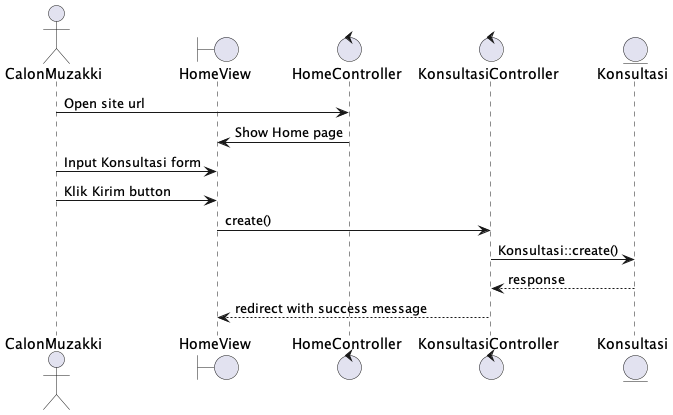 CalonMuzakki HomeView HomeController KonsultasiController Konsultasi
Open site url
Show Home page
Input Konsultasi form
Klik Kirim button
create()
Konsultasi::create()
response
redirect with success message
CalonMuzakki HomeView HomeController KonsultasiController Konsultasi